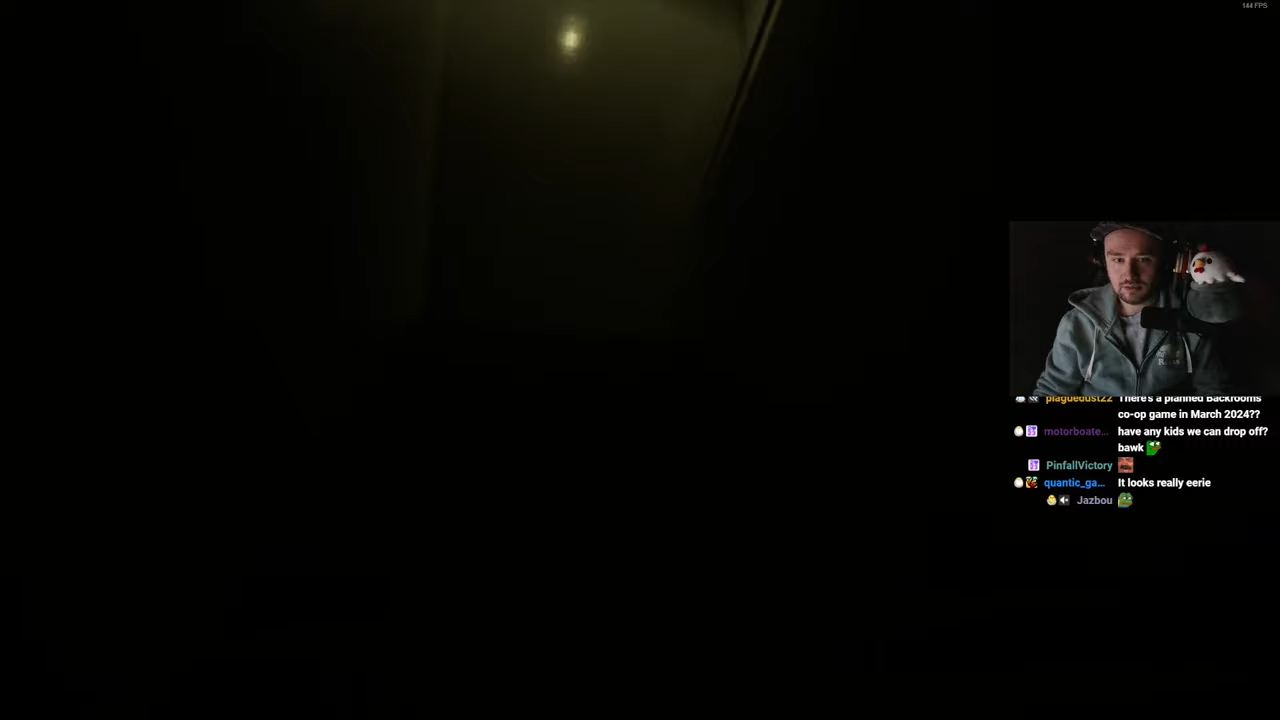 144 FPS
plaguedust22 There's a planned Backrooms
co-op game in March 2024??
motorboate... have any kids we can drop off?
bawk
PinfallVictory
quantic_ga... It looks really eerie
Jazbou